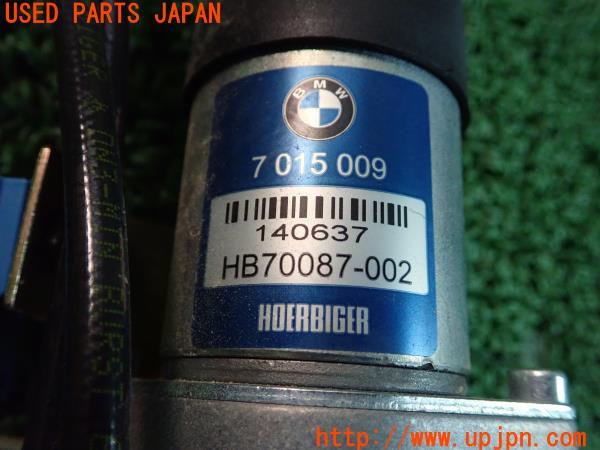 USED PARTS JAPAN
BMW
7 015 009
140637
HB70087-002
HOERBIGER
http://www.upjpn.com/